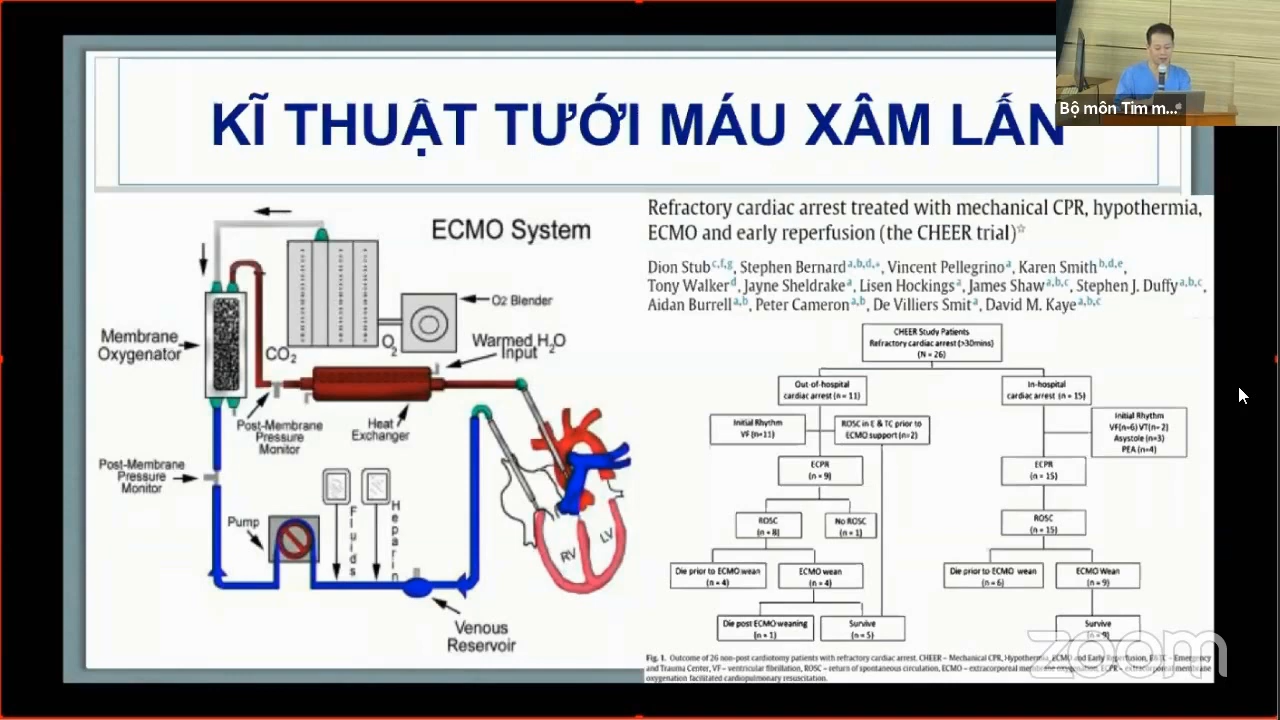 KĨ THUẬT TƯỚI MÁU XÂM LẤN
Bộ môn Tim m...
ECMO System
O2 Blender
Membrane
Oxygenator
CO2
O2
Warmed H2O
Input
Post-Membrane
Pressure
Monitor
Heat
Exchanger
Post-Membrane
Pressure
Monitor
Pump
Fluids
Heparin
RV
LV
Venous
Reservoir
Refractory cardiac arrest treated with mechanical CPR, hypothermia,
ECMO and early reperfusion (the CHEER trial)☆
Dion Stub c,f,g, Stephen Bernard a,b,d,*, Vincent Pellegrino a, Karen Smith b,d,e,
Tony Walker d, Jayne Sheldrake a, Lisen Hockings a, James Shaw a,b,c, Stephen J. Duffy a,b,c,
Aidan Burrell a,b, Peter Cameron a,b, De Villiers Smit a, David M. Kaye a,b,c
CHEER Study Patients
Refractory cardiac arrest (>30mins)
(N = 26)
Out-of-hospital
cardiac arrest (n = 11)
In-hospital
cardiac arrest (n = 15)
Initial Rhythm
VF (n=11)
ROSC in E & TC prior to
ECMO support (n=2)
Initial Rhythm
VF(n=6) VT(n= 2)
Asystole (n=3)
PEA (n=4)
ECPR
(n = 9)
ECPR
(n = 15)
ROSC
(n = 8)
No ROSC
(n = 1)
ROSC
(n = 15)
Die prior to ECMO wean
(n = 4)
ECMO wean
(n = 4)
Die prior to ECMO wean
(n = 6)
ECMO Wean
(n = 9)
Die post ECMO weaning
(n = 1)
Survive
(n = 5)
Survive
(n = 9)
Fig. 1. Outcome of 26 non-post cardiotomy patients with refractory cardiac arrest. CHEER – Mechanical CPR, Hypothermia, ECMO and Early Reperfusion, E&TC – Emergency
and Trauma Center, VF – ventricular fibrillation, ROSC – return of spontaneous circulation, ECMO – extracorporeal membrane oxygenation, ECPR – extracorporeal membrane
oxygenation facilitated cardiopulmonary resuscitation.
zoom